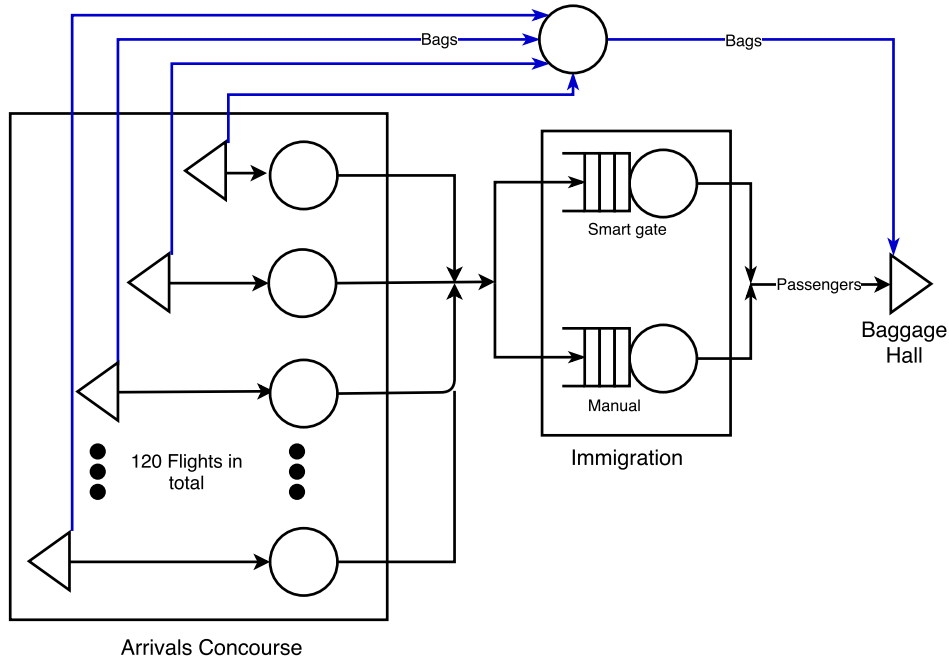 Bags
Bags
Smart gate
Passengers
Baggage
Hall
Manual
120 Flights in
total
Immigration
Arrivals Concourse